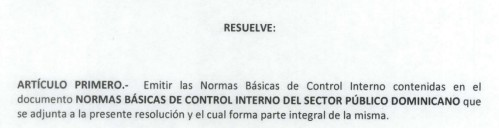 RESUELVE:
ARTÍCULO PRIMERO.- Emitir las Normas Básicas de Control Interno contenidas en el
documento NORMAS BÁSICAS DE CONTROL INTERNO DEL SECTOR PÚBLICO DOMINICANO que
se adjunta a la presente resolución y el cual forma parte integral de la misma.